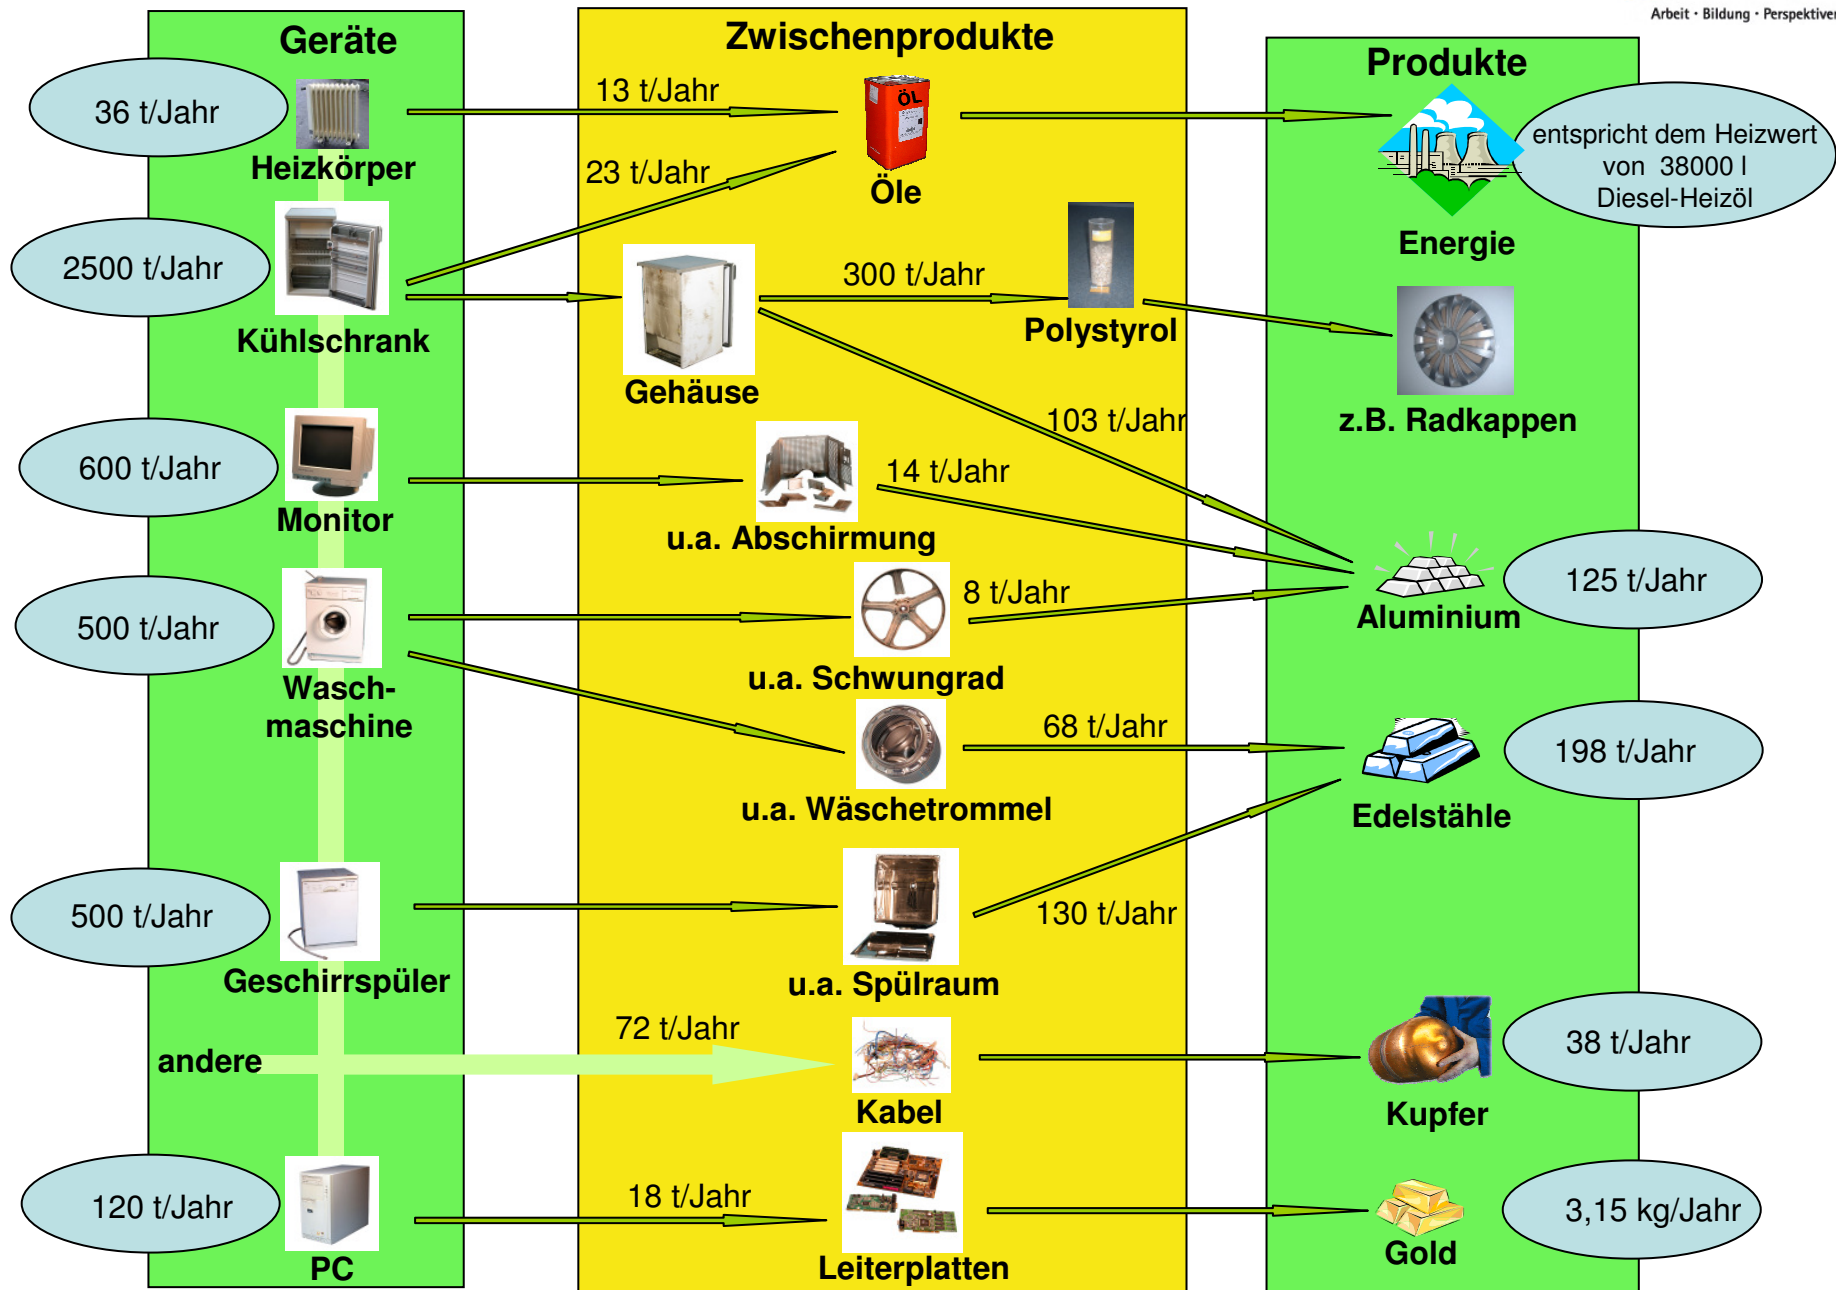 Arbeit · Bildung · Perspektiven
Geräte
Zwischenprodukte
Produkte
36 t/Jahr
Heizkörper
13 t/Jahr
23 t/Jahr
ÖL
Öle
entspricht dem Heizwert
von 38000 l
Diesel-Heizöl
Energie
2500 t/Jahr
Kühlschrank
Gehäuse
300 t/Jahr
Polystyrol
103 t/Jahr
z.B. Radkappen
600 t/Jahr
Monitor
u.a. Abschirmung
14 t/Jahr
500 t/Jahr
Wasch-
maschine
u.a. Schwungrad
8 t/Jahr
Aluminium
125 t/Jahr
u.a. Wäschetrommel
68 t/Jahr
Edelstähle
198 t/Jahr
500 t/Jahr
Geschirrspüler
u.a. Spülraum
130 t/Jahr
andere
72 t/Jahr
Kabel
Kupfer
38 t/Jahr
120 t/Jahr
PC
18 t/Jahr
Leiterplatten
Gold
3,15 kg/Jahr